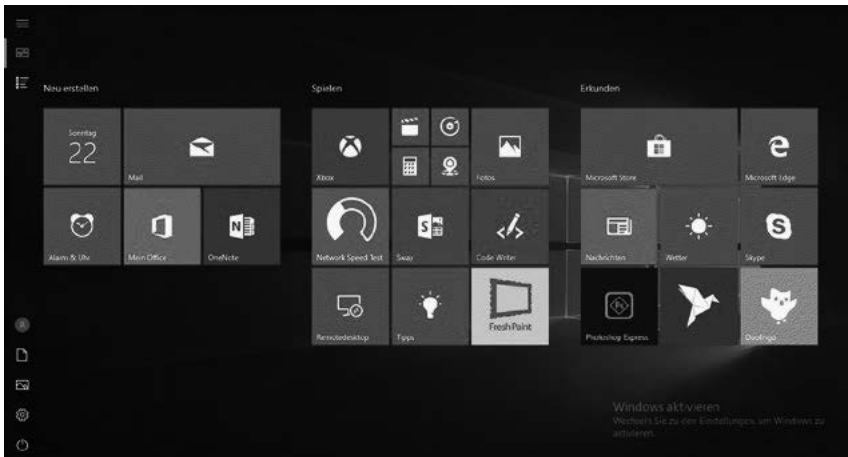 Neu erstellen
Spielen
Erkunden
Sonntag
22
Mail
Xbox
Fotos
Microsoft Store
Microsoft Edge
Alarm & Uhr
Mein Office
OneNote
Network Speed Test
Sway
Code Writer
Nachrichten
Wetter
Skype
Remotedesktop
Tipps
Fresh Paint
Photoshop Express
Duolingo
Windows aktivieren
Wechseln Sie zu den Einstellungen, um Windows zu
aktivieren.